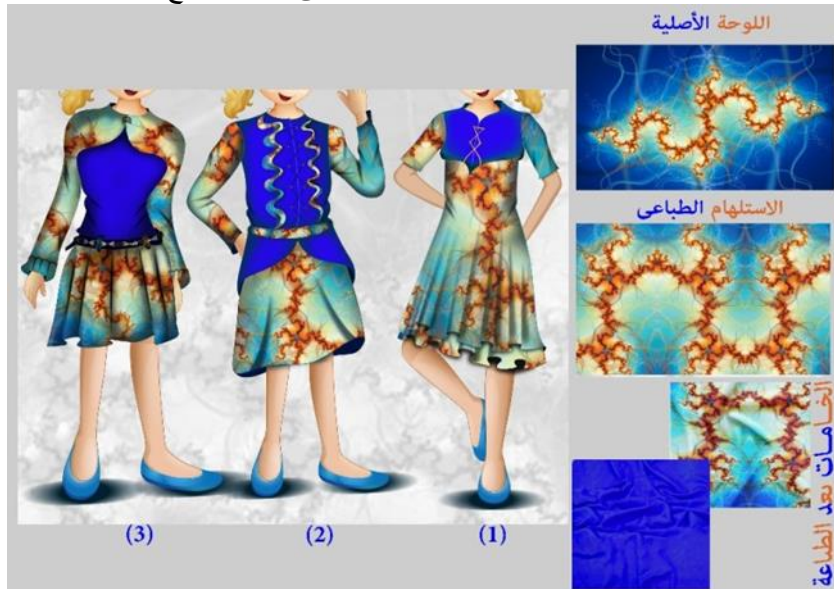 اللوحة الأصلية
الاستلهام الطباعى
الخامات بعد الطباعة
(1)
(2)
(3)